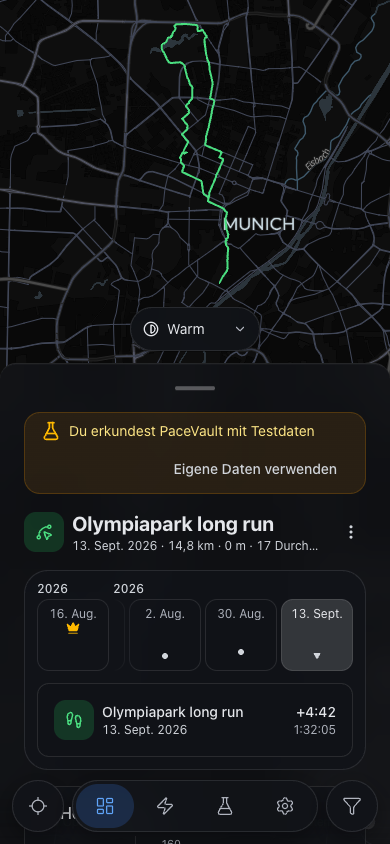 Eisbach
MUNICH
Warm
Du erkundest PaceVault mit Testdaten
Eigene Daten verwenden
Olympiapark long run
13. Sept. 2026 · 14,8 km · 0 m · 17 Durch...
2026 2026
16. Aug. 2. Aug. 30. Aug. 13. Sept.
Olympiapark long run +4:42
13. Sept. 2026 1:32:05
160